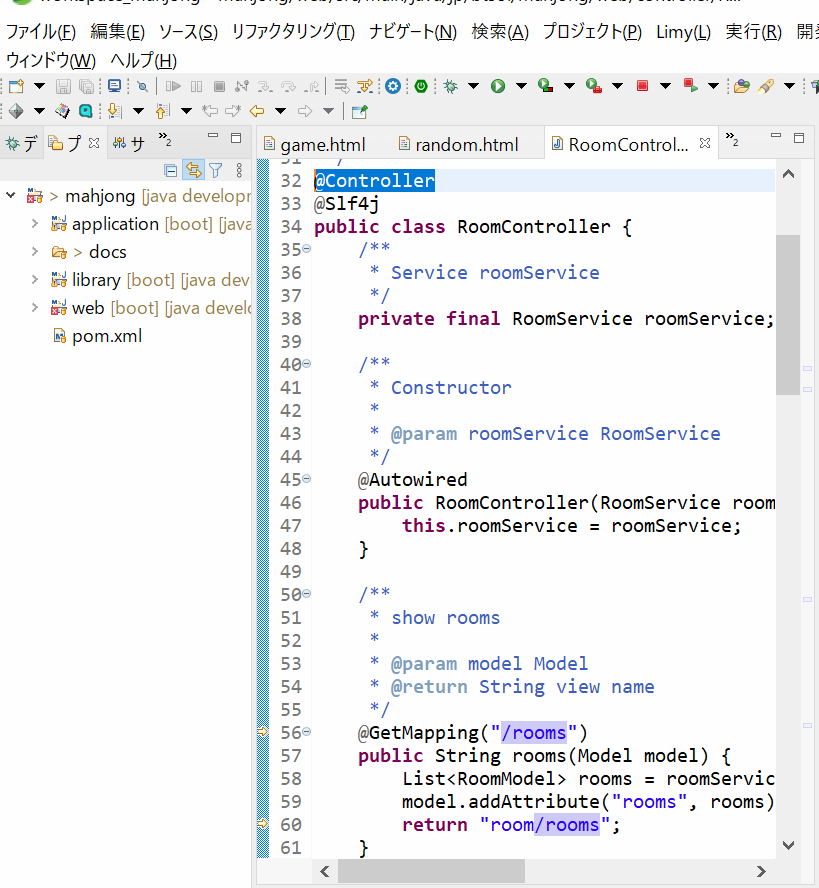 ファイル(F) 編集(E) ソース(S) リファクタリング(T) ナビゲート(N) 検索(A) プロジェクト(P) Limy(L) 実行(R) 開発
ウィンドウ(W) ヘルプ(H)
デ プ サ »2
game.html random.html RoomControl... »2
> mahjong [java developr
application [boot] [java
> docs
library [boot] [java dev
web [boot] [java develo
pom.xml
32 @Controller
33 @Slf4j
34 public class RoomController {
35 /**
36 * Service roomService
37 */
38 private final RoomService roomService;
39
40 /**
41 * Constructor
42 *
43 * @param roomService RoomService
44 */
45 @Autowired
46 public RoomController(RoomService room
47 this.roomService = roomService;
48 }
49
50 /**
51 * show rooms
52 *
53 * @param model Model
54 * @return String view name
55 */
56 @GetMapping("/rooms")
57 public String rooms(Model model) {
58 List<RoomModel> rooms = roomServic
59 model.addAttribute("rooms", rooms)
60 return "room/rooms";
61 }